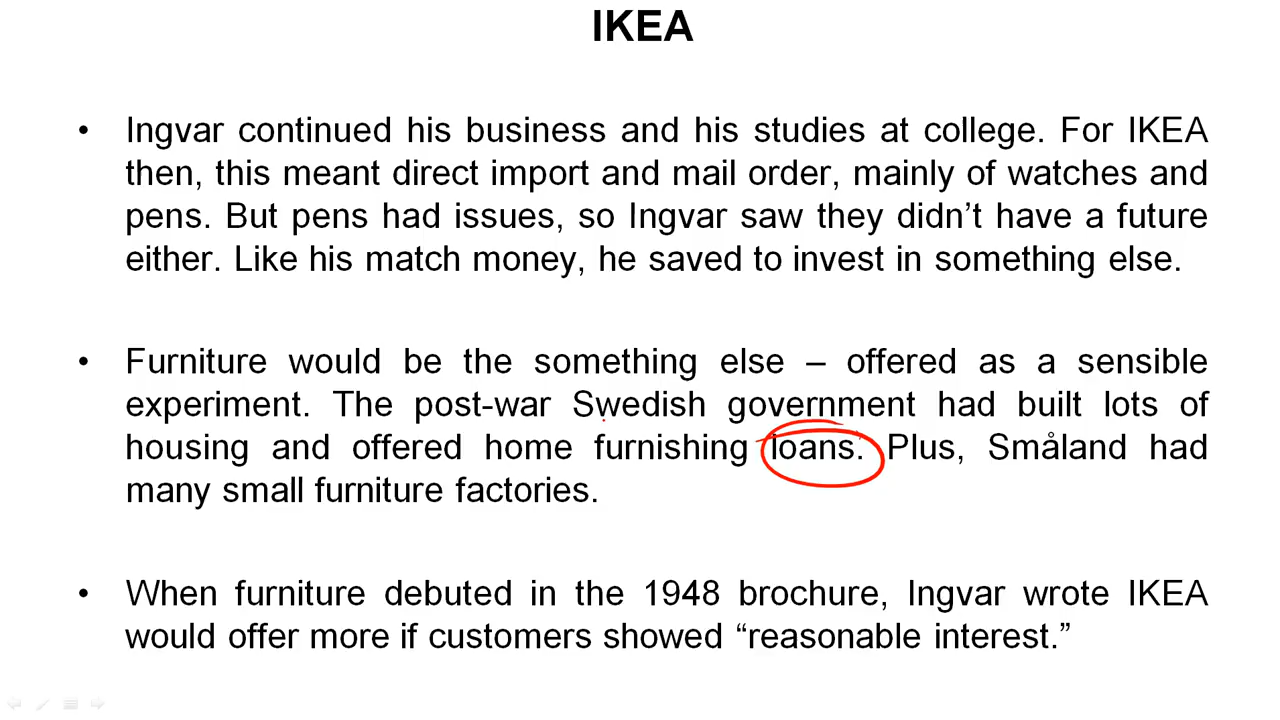 IKEA
• Ingvar continued his business and his studies at college. For IKEA
then, this meant direct import and mail order, mainly of watches and
pens. But pens had issues, so Ingvar saw they didn’t have a future
either. Like his match money, he saved to invest in something else.
• Furniture would be the something else – offered as a sensible
experiment. The post-war Swedish government had built lots of
housing and offered home furnishing loans. Plus, Småland had
many small furniture factories.
• When furniture debuted in the 1948 brochure, Ingvar wrote IKEA
would offer more if customers showed “reasonable interest.”